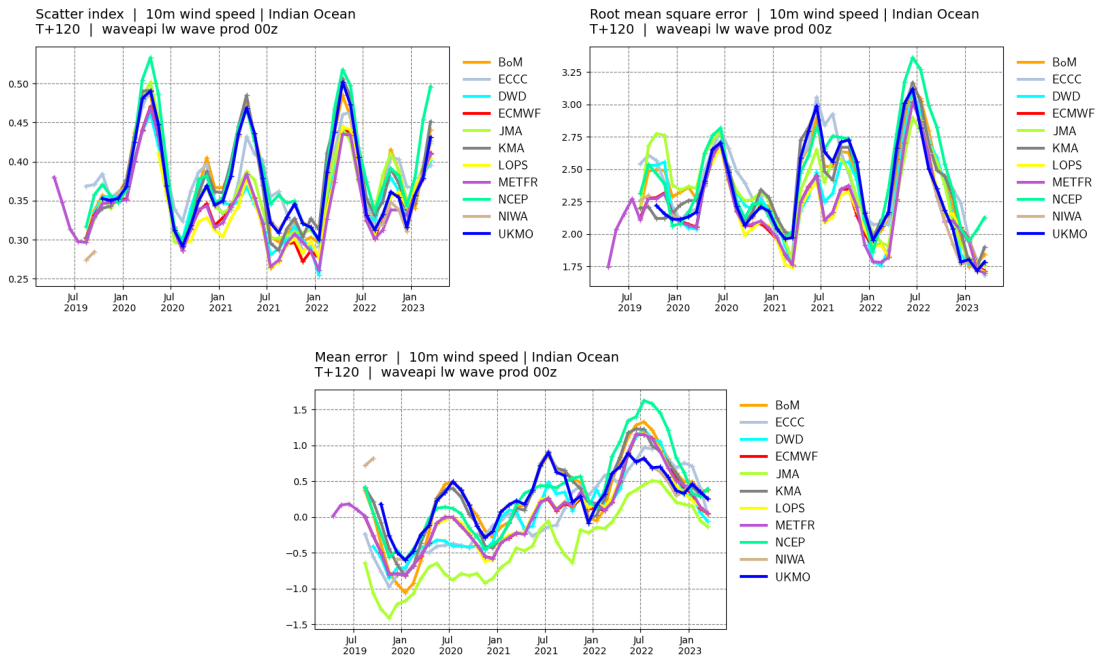 Scatter index | 10m wind speed | Indian Ocean
T+120 | waveapi lw wave prod 00z
0.50
0.45
0.40
0.35
0.30
0.25
Jul 2019
Jan 2020
Jul 2020
Jan 2021
Jul 2021
Jan 2022
Jul 2022
Jan 2023
BoM
ECCC
DWD
ECMWF
JMA
KMA
LOPS
METFR
NCEP
NIWA
UKMO
Root mean square error | 10m wind speed | Indian Ocean
T+120 | waveapi lw wave prod 00z
3.25
3.00
2.75
2.50
2.25
2.00
1.75
Jul 2019
Jan 2020
Jul 2020
Jan 2021
Jul 2021
Jan 2022
Jul 2022
Jan 2023
BoM
ECCC
DWD
ECMWF
JMA
KMA
LOPS
METFR
NCEP
NIWA
UKMO
Mean error | 10m wind speed | Indian Ocean
T+120 | waveapi lw wave prod 00z
1.5
1.0
0.5
0.0
−0.5
−1.0
−1.5
Jul 2019
Jan 2020
Jul 2020
Jan 2021
Jul 2021
Jan 2022
Jul 2022
Jan 2023
BoM
ECCC
DWD
ECMWF
JMA
KMA
LOPS
METFR
NCEP
NIWA
UKMO